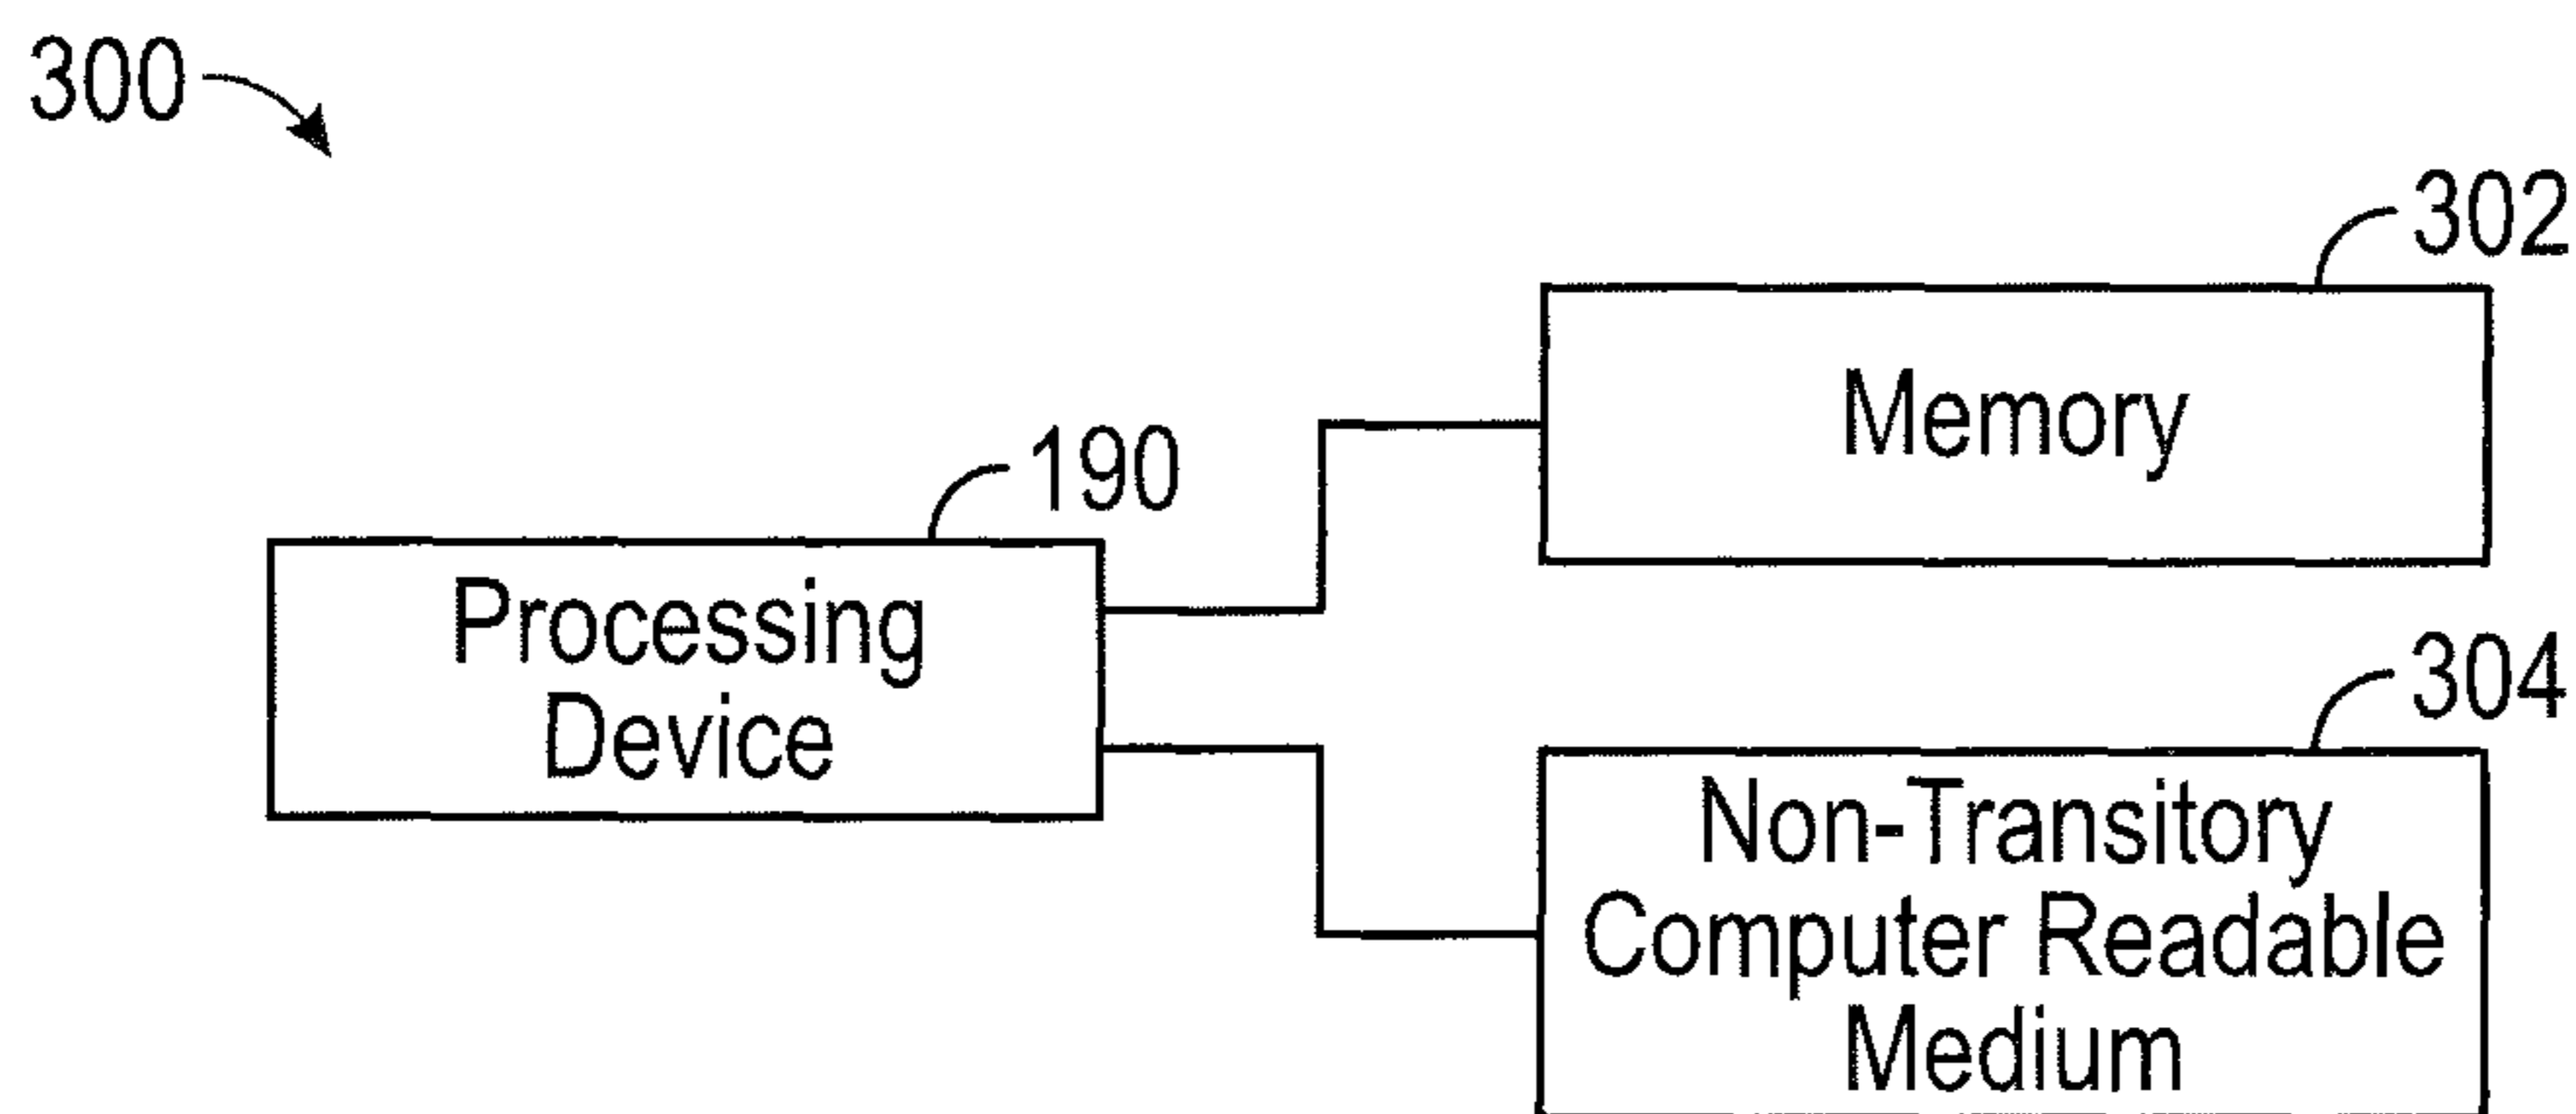 300
302
Memory
190
Processing
Device
304
Non-Transitory
Computer Readable
Medium